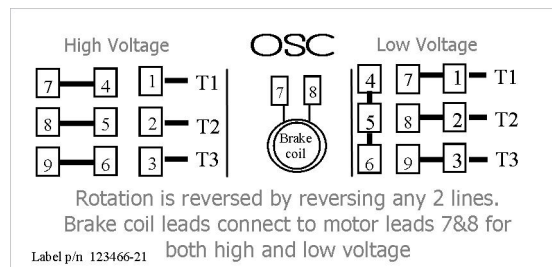 High Voltage OSC Low Voltage
7 4 1 T1 7 8 4 7 1 T1
8 5 2 T2 Brake coil 5 8 2 T2
9 6 3 T3 6 9 3 T3
Rotation is reversed by reversing any 2 lines.
Brake coil leads connect to motor leads 7&8 for
both high and low voltage
Label p/n 123466-21